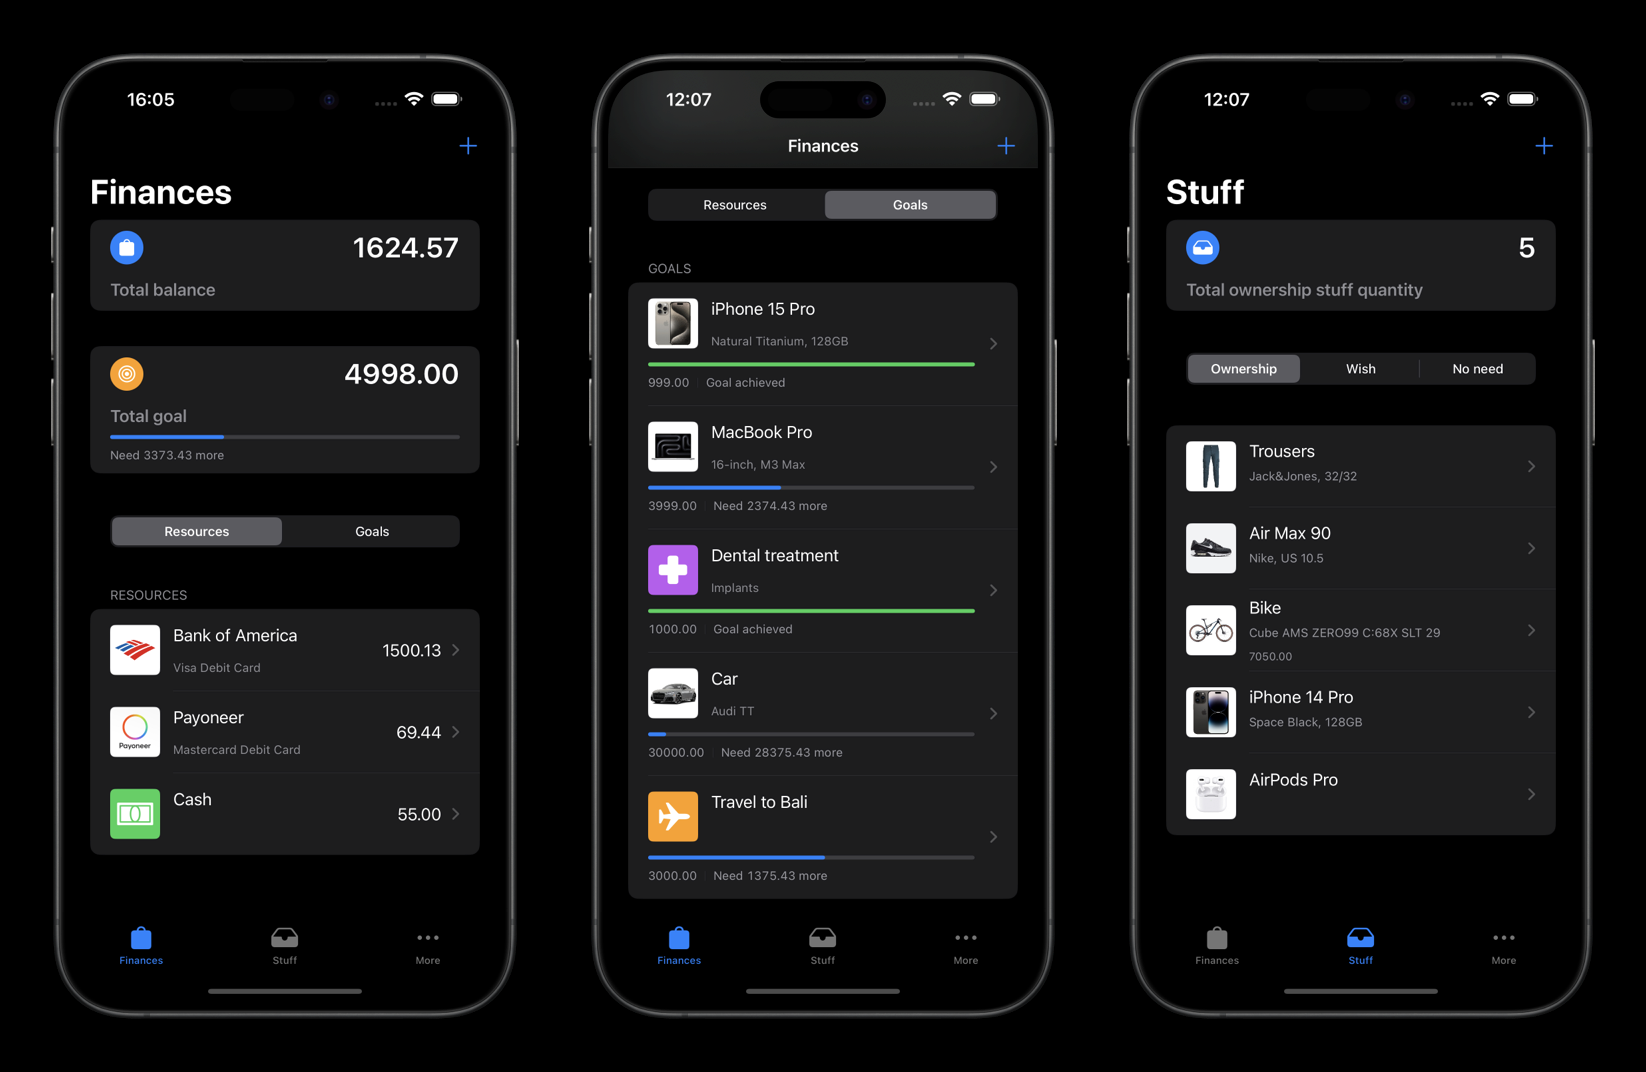 16:05
Finances
1624.57
Total balance
4998.00
Total goal
Need 3373.43 more
Resources Goals
RESOURCES
Bank of America
Visa Debit Card
1500.13
Payoneer
Payoneer
Mastercard Debit Card
69.44
Cash
55.00
Finances Stuff More
12:07
Finances
Resources Goals
GOALS
iPhone 15 Pro
Natural Titanium, 128GB
999.00 Goal achieved
MacBook Pro
16-inch, M3 Max
3999.00 Need 2374.43 more
Dental treatment
Implants
1000.00 Goal achieved
Car
Audi TT
30000.00 Need 28375.43 more
Travel to Bali
3000.00 Need 1375.43 more
Finances Stuff More
12:07
Stuff
5
Total ownership stuff quantity
Ownership Wish No need
Trousers
Jack&Jones, 32/32
Air Max 90
Nike, US 10.5
Bike
Cube AMS ZERO99 C:68X SLT 29
7050.00
iPhone 14 Pro
Space Black, 128GB
AirPods Pro
Finances Stuff More